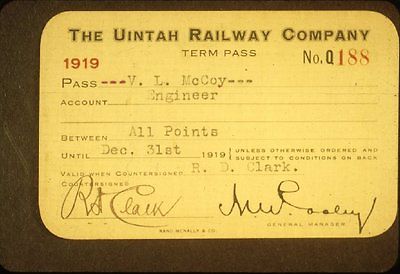 THE UINTAH RAILWAY COMPANY
TERM PASS
1919 No. Q188
PASS ---V. L. McCoy---
ACCOUNT Engineer
BETWEEN All Points
UNTIL Dec. 31st 1919 { UNLESS OTHERWISE ORDERED AND
SUBJECT TO CONDITIONS ON BACK
VALID WHEN COUNTERSIGNED R. D. Clark.
COUNTERSIGNED
Clark
GENERAL MANAGER
RAND MCNALLY & CO.